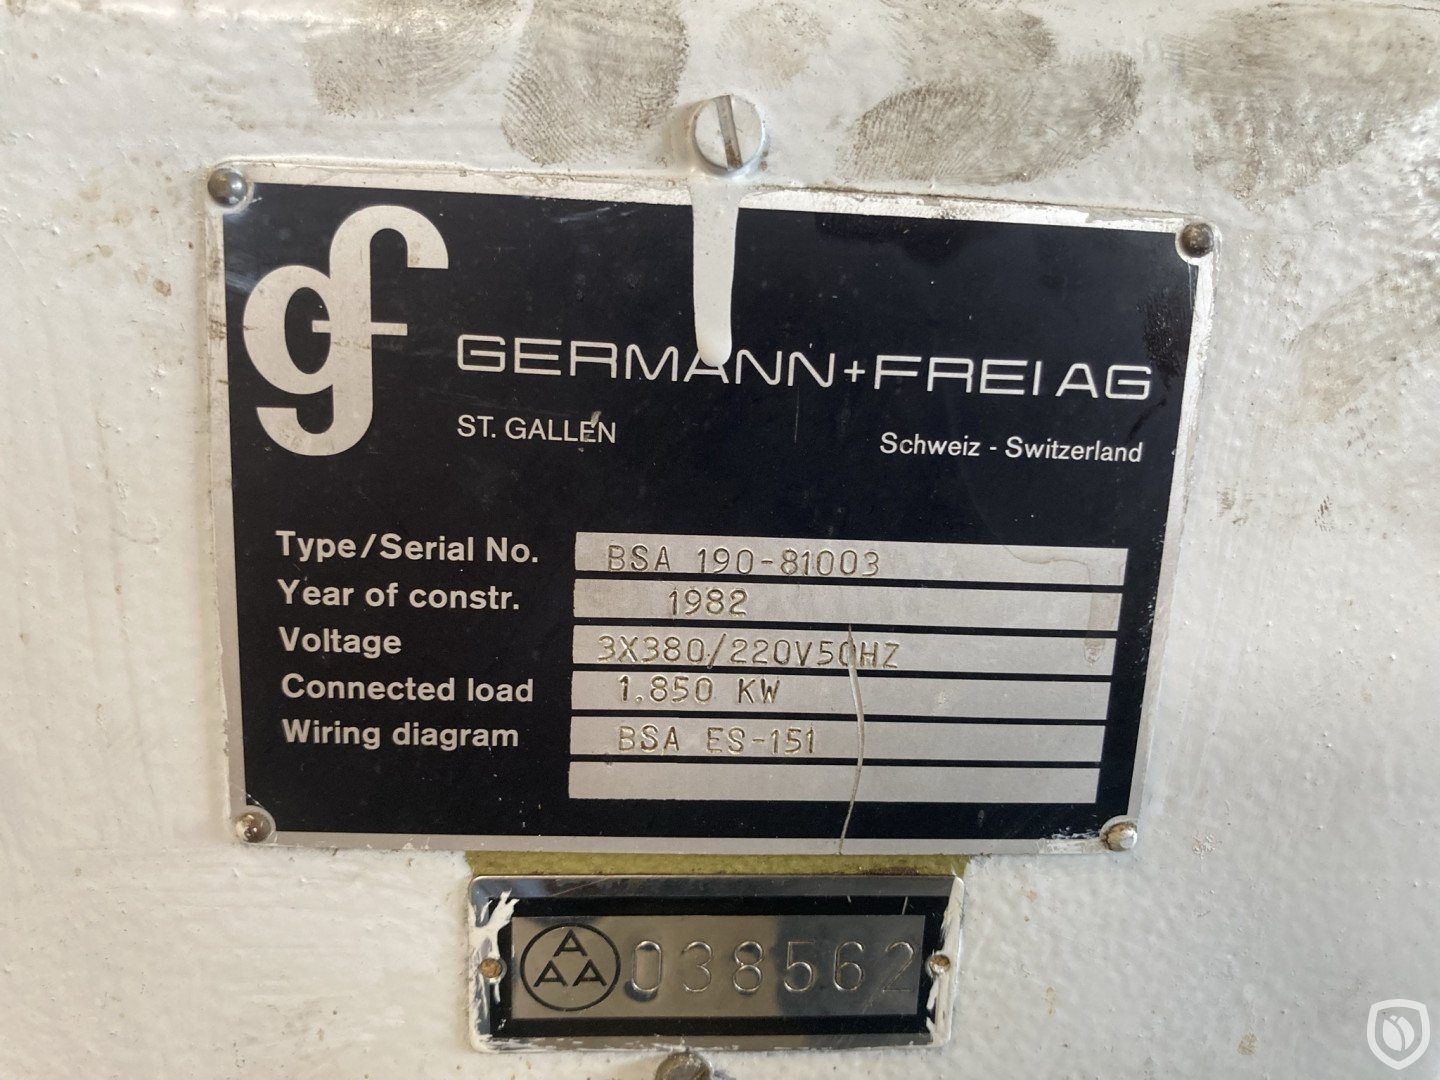 gf
GERMANN+FREI AG
ST. GALLEN
Schweiz - Switzerland
Type/Serial No. BSA 190-81003
Year of constr. 1982
Voltage 3X380/220V50HZ
Connected load 1.850 KW
Wiring diagram BSA ES-151
A
AA 038562